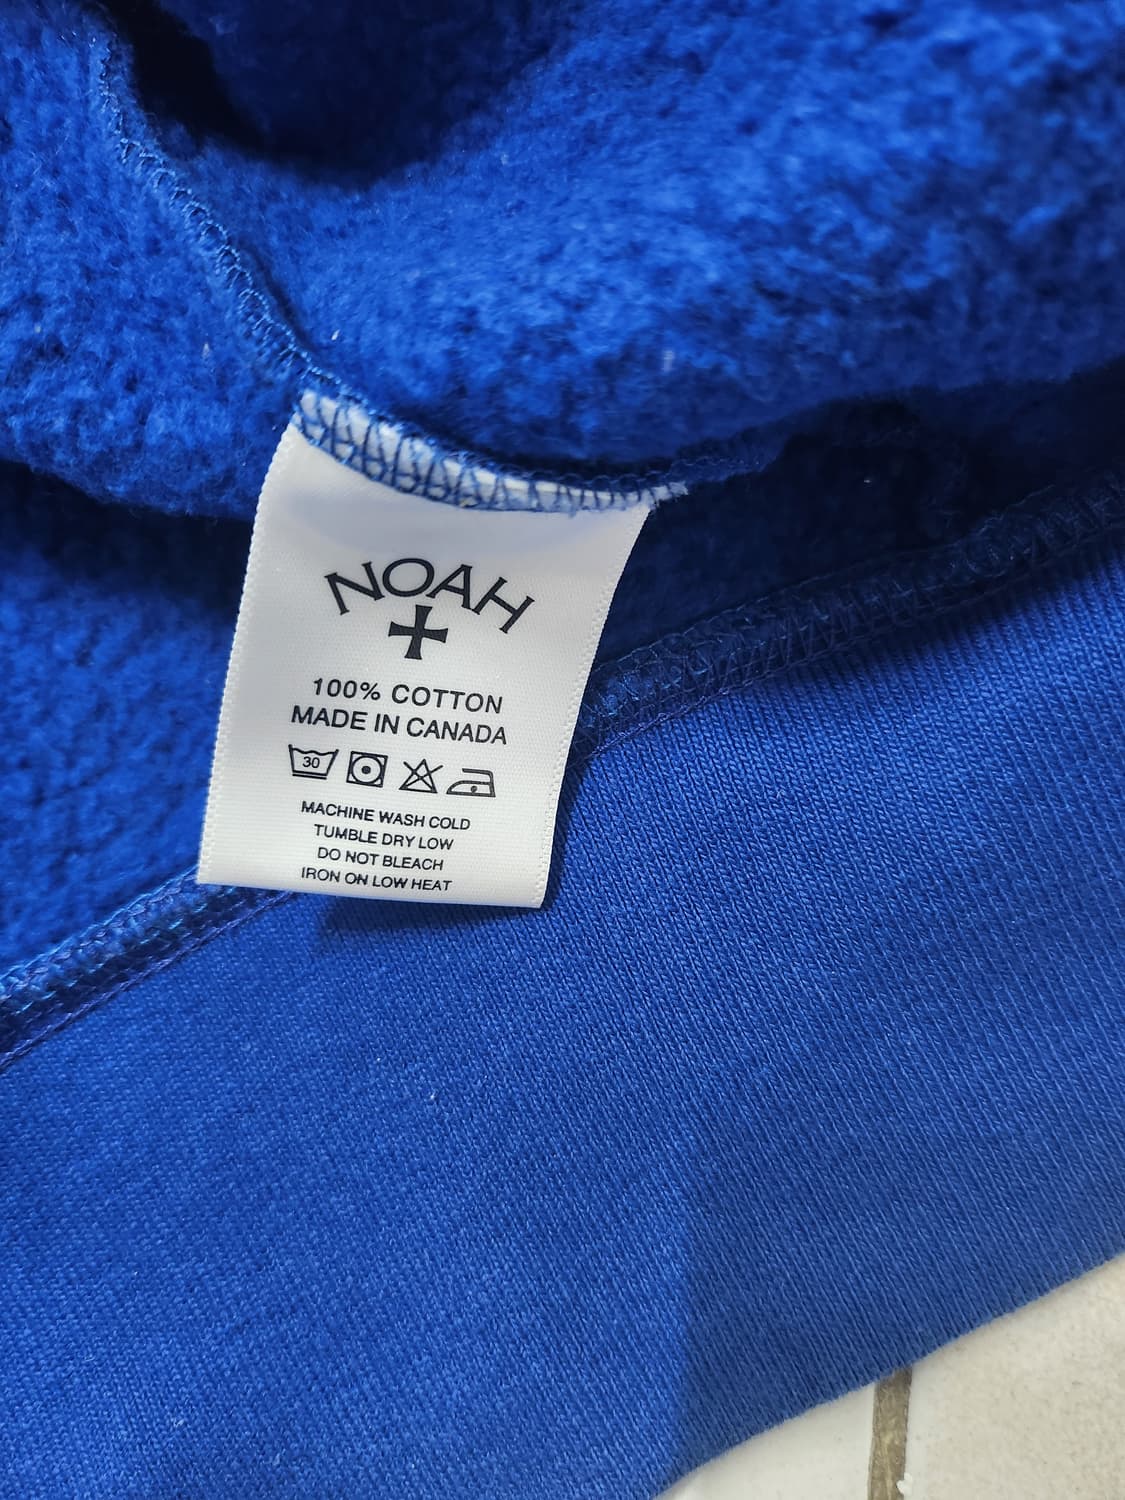 NOAH
100% COTTON
MADE IN CANADA
30
MACHINE WASH COLD
TUMBLE DRY LOW
DO NOT BLEACH
IRON ON LOW HEAT